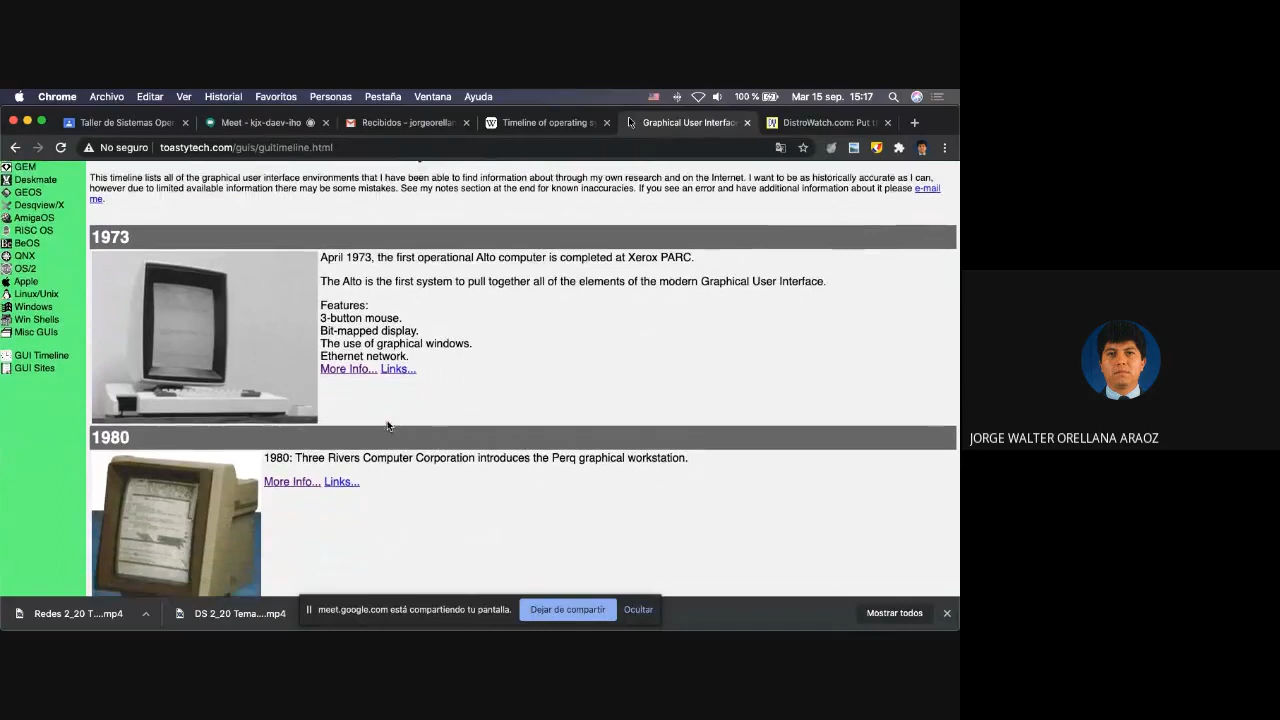 Chrome Archivo Editar Ver Historial Favoritos Personas Pestaña Ventana Ayuda 100 % Mar 15 sep. 15:17
Taller de Sistemas Oper Meet - kjx-daev-iho Recibidos - jorgeorellan Timeline of operating sy Graphical User Interface DistroWatch.com: Put th
No seguro toastytech.com/guis/guitimeline.html
GEM
Deskmate
GEOS
Desqview/X
AmigaOS
RISC OS
BeOS
QNX
OS/2
Apple
Linux/Unix
Windows
Win Shells
Misc GUIs
GUI Timeline
GUI Sites
This timeline lists all of the graphical user interface environments that I have been able to find information about through my own research and on the Internet. I want to be as historically accurate as I can,
however due to limited available information there may be some mistakes. See my notes section at the end for known inaccuracies. If you see an error and have additional information about it please e-mail
me.
1973
April 1973, the first operational Alto computer is completed at Xerox PARC.
The Alto is the first system to pull together all of the elements of the modern Graphical User Interface.
Features:
3-button mouse.
Bit-mapped display.
The use of graphical windows.
Ethernet network.
More Info... Links...
1980
1980: Three Rivers Computer Corporation introduces the Perq graphical workstation.
More Info... Links...
Redes 2_20 T....mp4 DS 2_20 Tema....mp4 meet.google.com está compartiendo tu pantalla. Dejar de compartir Ocultar Mostrar todos
JORGE WALTER ORELLANA ARAOZ